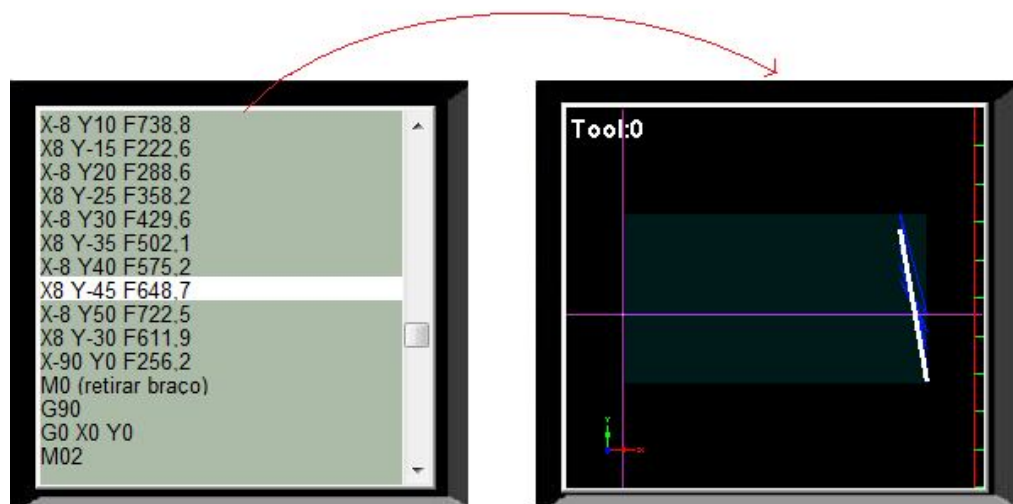 X-8 Y10 F738,8
X8 Y-15 F222,6
X-8 Y20 F288,6
X8 Y-25 F358,2
X-8 Y30 F429,6
X8 Y-35 F502,1
X-8 Y40 F575,2
X8 Y-45 F648,7
X-8 Y50 F722,5
X8 Y-30 F611,9
X-90 Y0 F256,2
M0 (retirar braço)
G90
G0 X0 Y0
M02
Tool:0
Y
X